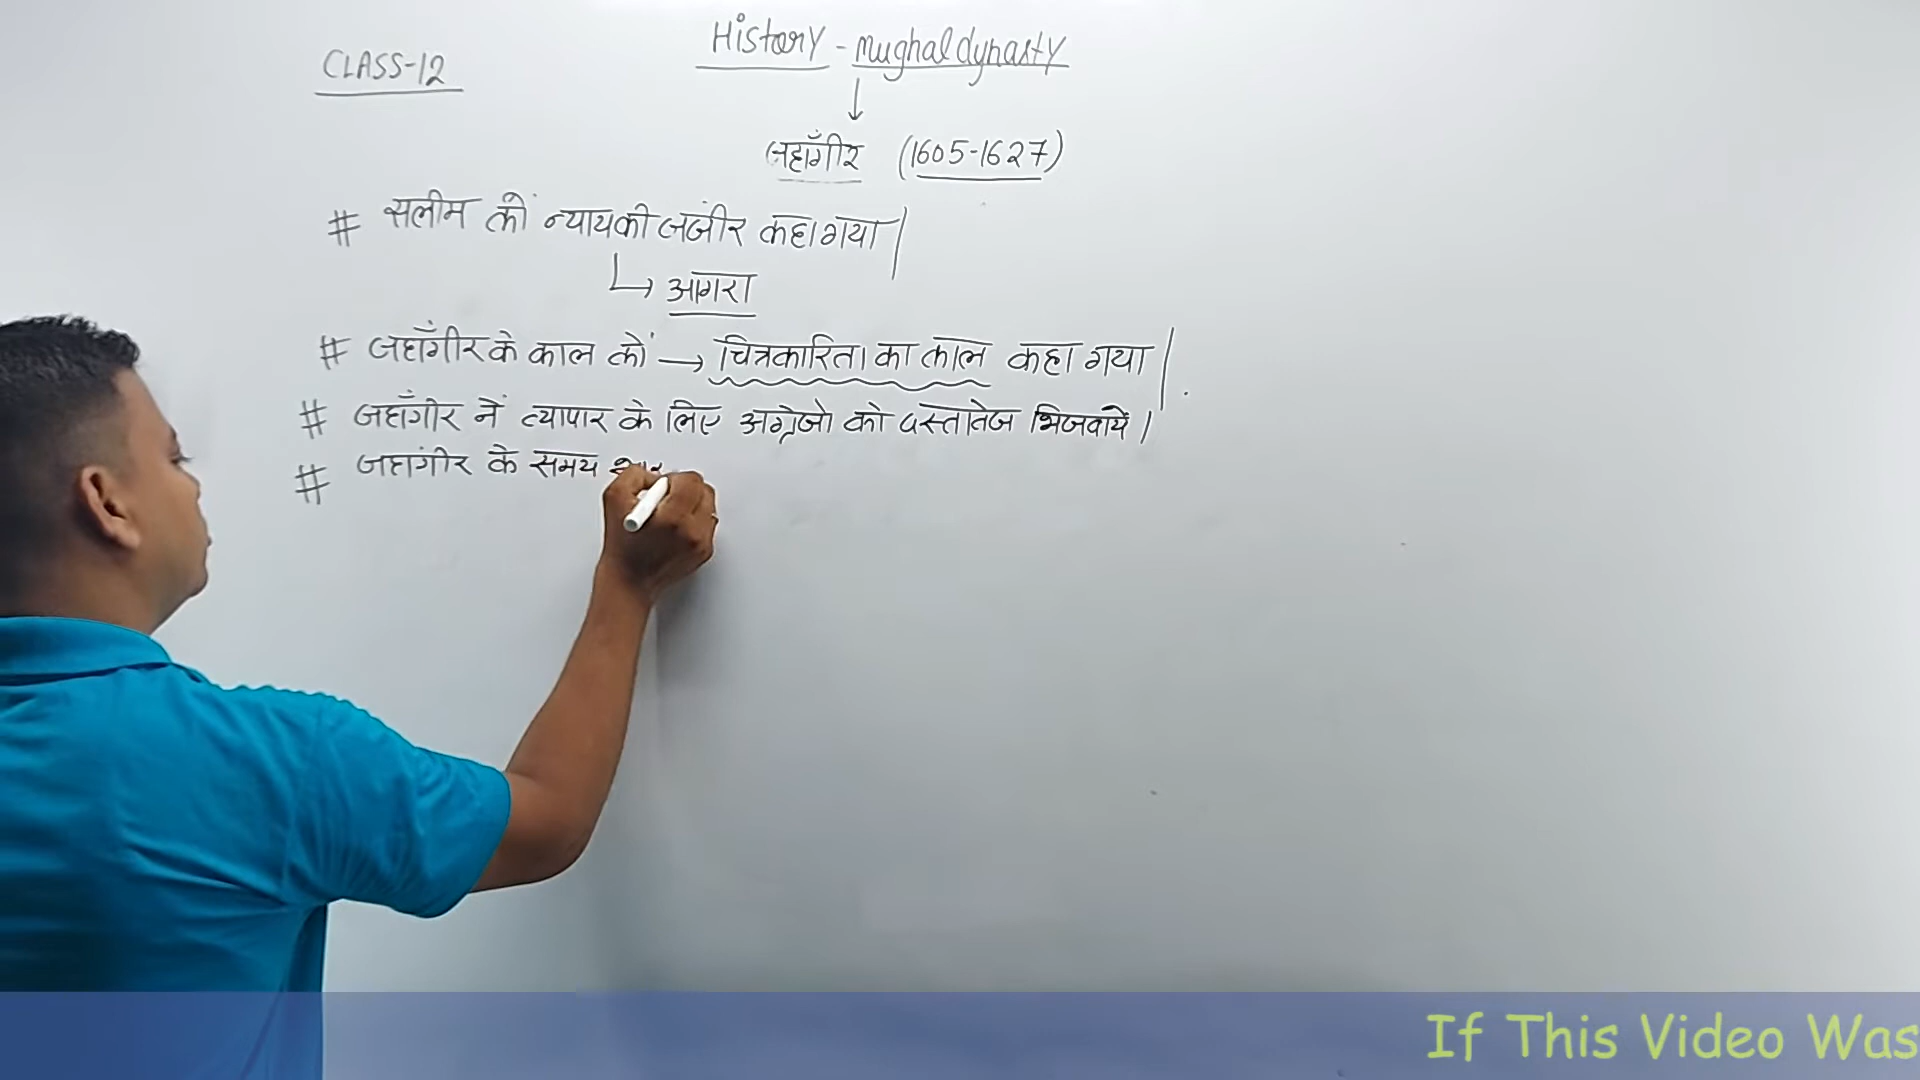 CLASS-12
History - mughal dynasty
जहाँगीर (1605-1627)
# सलीम कों न्याय की जंजीर कहा गया |
↳ आगरा
# जहाँगीर के काल कों → चित्रकारिता का काल कहा गया |
# जहाँगीर नें व्यापार के लिए अग्रेजो को दस्तावेज भिजवाये |
# जहांगीर के समय
If This Video Was